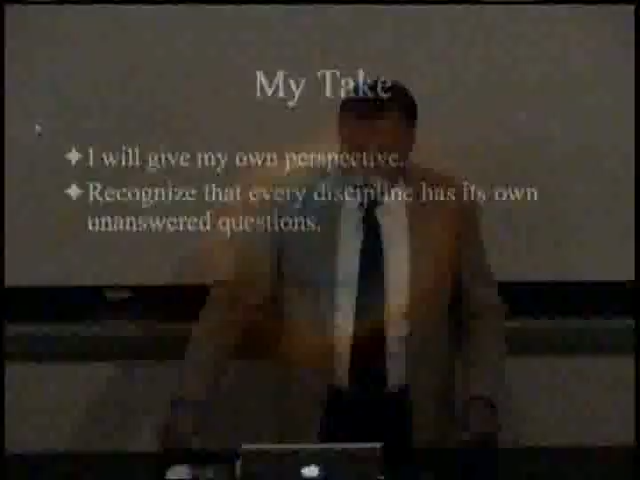 My Take
I will give my own perspective.
Recognize that every discipline has its own
unanswered questions.